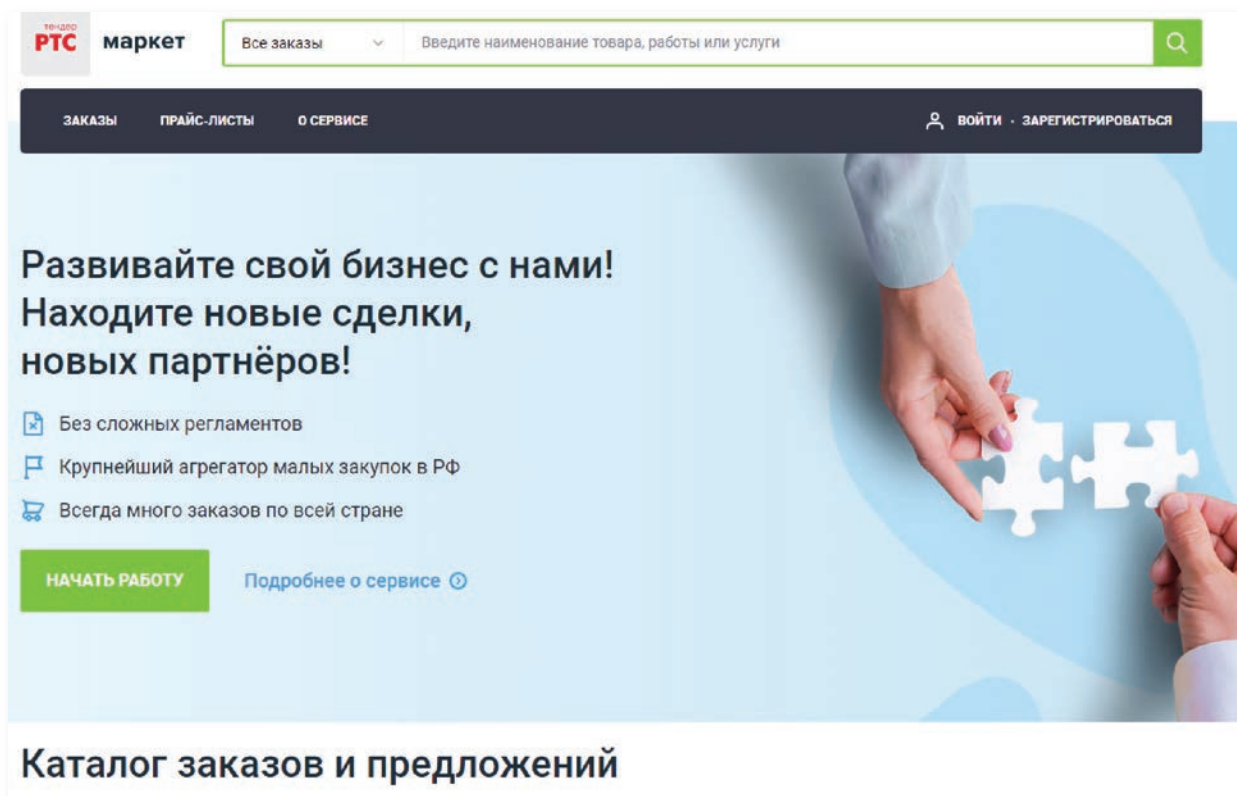 тендер
РТС маркет
Все заказы
Введите наименование товара, работы или услуги
ЗАКАЗЫ ПРАЙС-ЛИСТЫ О СЕРВИСЕ ВОЙТИ · ЗАРЕГИСТРИРОВАТЬСЯ
Развивайте свой бизнес с нами!
Находите новые сделки,
новых партнёров!
Без сложных регламентов
Крупнейший агрегатор малых закупок в РФ
Всегда много заказов по всей стране
НАЧАТЬ РАБОТУ Подробнее о сервисе
Каталог заказов и предложений